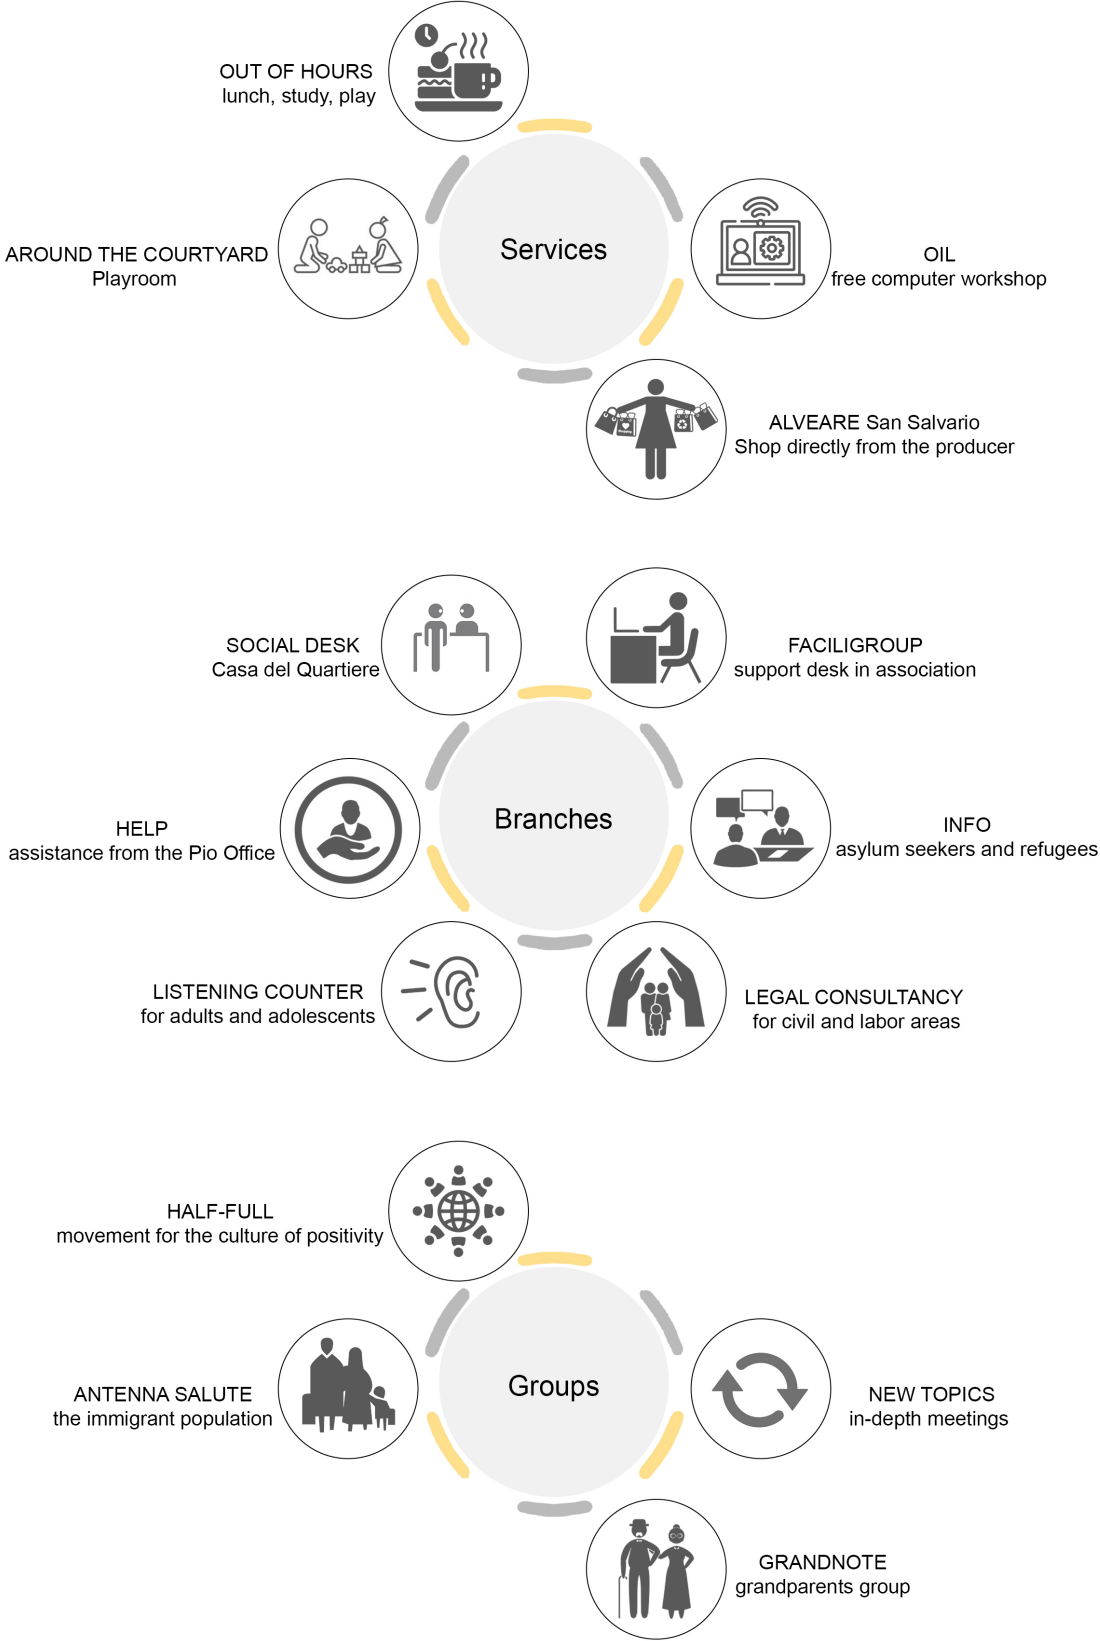 OUT OF HOURS
lunch, study, play
AROUND THE COURTYARD
Playroom
Services
OIL
free computer workshop
ALVEARE San Salvario
Shop directly from the producer
SOCIAL DESK
Casa del Quartiere
FACILIGROUP
support desk in association
HELP
assistance from the Pio Office
Branches
INFO
asylum seekers and refugees
LISTENING COUNTER
for adults and adolescents
LEGAL CONSULTANCY
for civil and labor areas
HALF-FULL
movement for the culture of positivity
ANTENNA SALUTE
the immigrant population
Groups
NEW TOPICS
in-depth meetings
GRANDNOTE
grandparents group